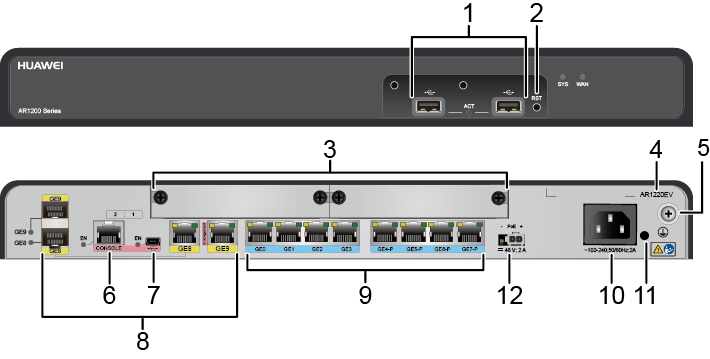 1
2
HUAWEI
AR1200 Series
ACT
RST
SYS
WAN
3
4
5
GE9
AR1220EV
2 1
GE9
GE8
EN
EN
CONSOLE
GE8
GE9
GE0
GE1
GE2
GE3
GE4-P
GE5-P
GE6-P
GE7-P
- PoE +
48V; 2A
~100-240;50/60Hz;2A
GE8
6
7
8
9
12
10
11